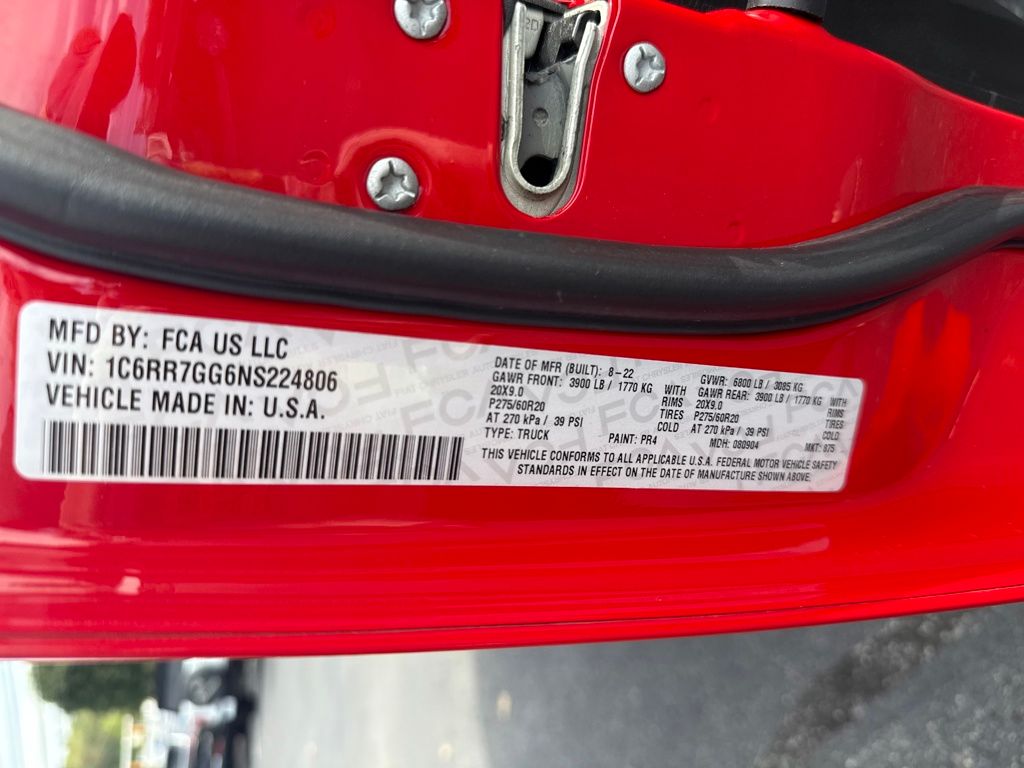 MFD BY: FCA US LLC
VIN: 1C6RR7GG6NS224806
VEHICLE MADE IN: U.S.A.
DATE OF MFR (BUILT): 8-22 GVWR: 6800 LB / 3085 KG
GAWR FRONT: 3900 LB / 1770 KG WITH GAWR REAR: 3900 LB / 1770 KG WITH
20X9.0 RIMS 20X9.0 RIMS
P275/60R20 TIRES P275/60R20 TIRES
AT 270 kPa / 39 PSI COLD AT 270 kPa / 39 PSI COLD
TYPE: TRUCK PAINT: PR4 MDH: 080904 MKT: 875
THIS VEHICLE CONFORMS TO ALL APPLICABLE U.S.A. FEDERAL MOTOR VEHICLE SAFETY
STANDARDS IN EFFECT ON THE DATE OF MANUFACTURE SHOWN ABOVE.